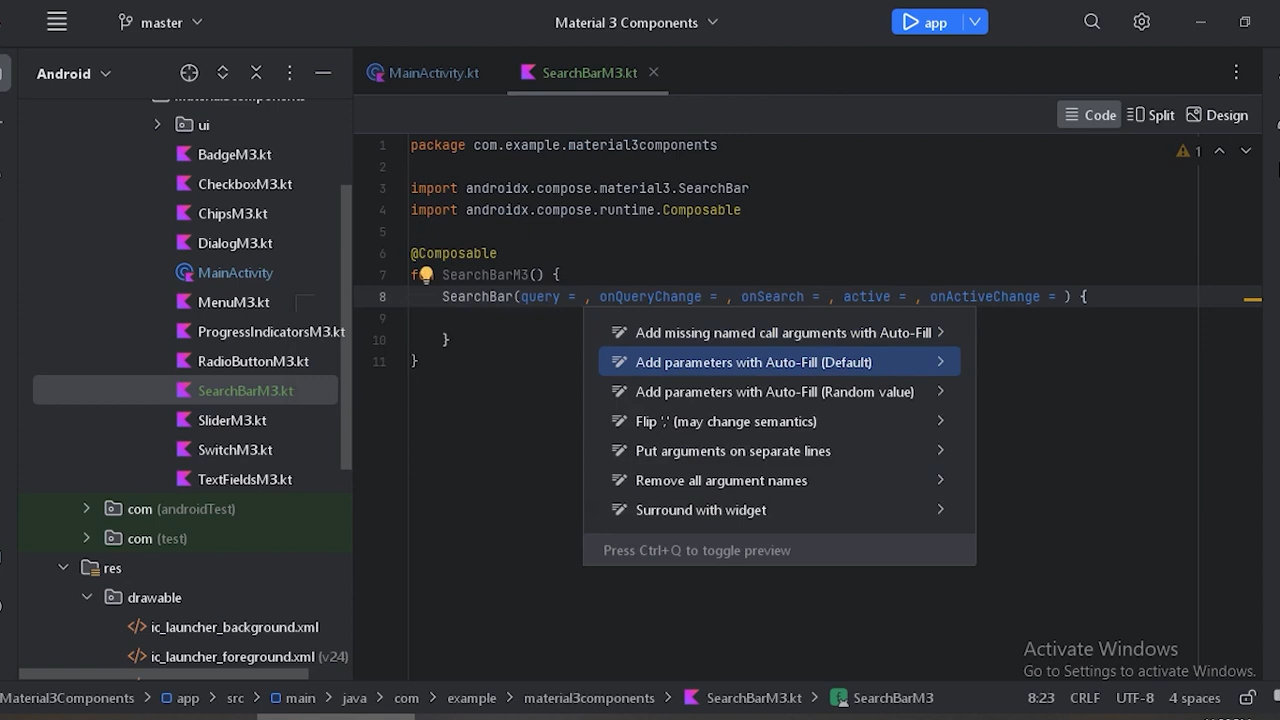 master
Material 3 Components
app
Android
MainActivity.kt
SearchBarM3.kt
Code
Split
Design
ui
BadgeM3.kt
CheckboxM3.kt
ChipsM3.kt
DialogM3.kt
MainActivity
MenuM3.kt
ProgressIndicatorsM3.kt
RadioButtonM3.kt
SearchBarM3.kt
SliderM3.kt
SwitchM3.kt
TextFieldsM3.kt
com (androidTest)
com (test)
res
drawable
ic_launcher_background.xml
ic_launcher_foreground.xml (v24)
1 package com.example.material3components
2
3 import androidx.compose.material3.SearchBar
4 import androidx.compose.runtime.Composable
5
6 @Composable
7 f SearchBarM3() {
8 SearchBar(query = , onQueryChange = , onSearch = , active = , onActiveChange = ) {
9
10 }
11 }
1
Add missing named call arguments with Auto-Fill
Add parameters with Auto-Fill (Default)
Add parameters with Auto-Fill (Random value)
Flip ',' (may change semantics)
Put arguments on separate lines
Remove all argument names
Surround with widget
Press Ctrl+Q to toggle preview
Activate Windows
Go to Settings to activate Windows.
Material3Components > app > src > main > java > com > example > material3components > SearchBarM3.kt > SearchBarM3
8:23 CRLF UTF-8 4 spaces